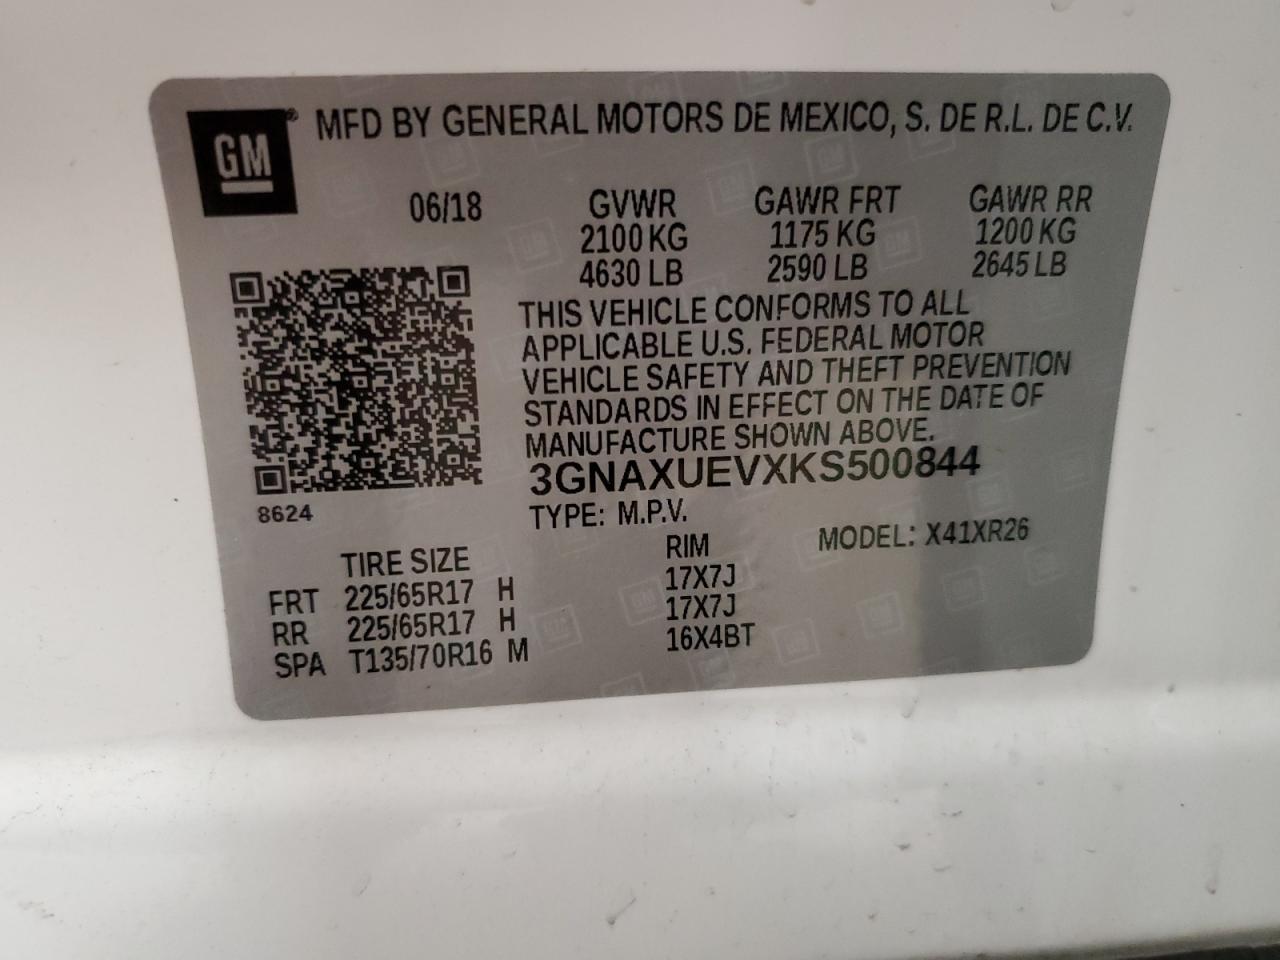 GM ® MFD BY GENERAL MOTORS DE MEXICO, S. DE R.L. DE C.V.
06/18 GVWR GAWR FRT GAWR RR
2100 KG 1175 KG 1200 KG
4630 LB 2590 LB 2645 LB
THIS VEHICLE CONFORMS TO ALL
APPLICABLE U.S. FEDERAL MOTOR
VEHICLE SAFETY AND THEFT PREVENTION
STANDARDS IN EFFECT ON THE DATE OF
MANUFACTURE SHOWN ABOVE.
3GNAXUEVXKS500844
8624
TYPE: M.P.V. MODEL: X41XR26
TIRE SIZE RIM
FRT 225/65R17 H 17X7J
RR 225/65R17 H 17X7J
SPA T135/70R16 M 16X4BT